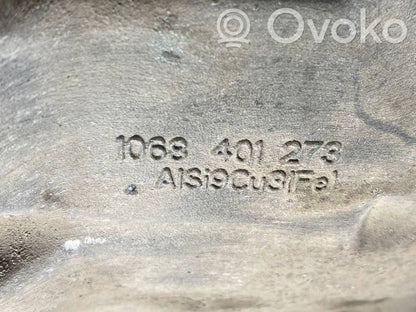 Ovoko
1068 401 273
AlSi9Cu3(Fe)